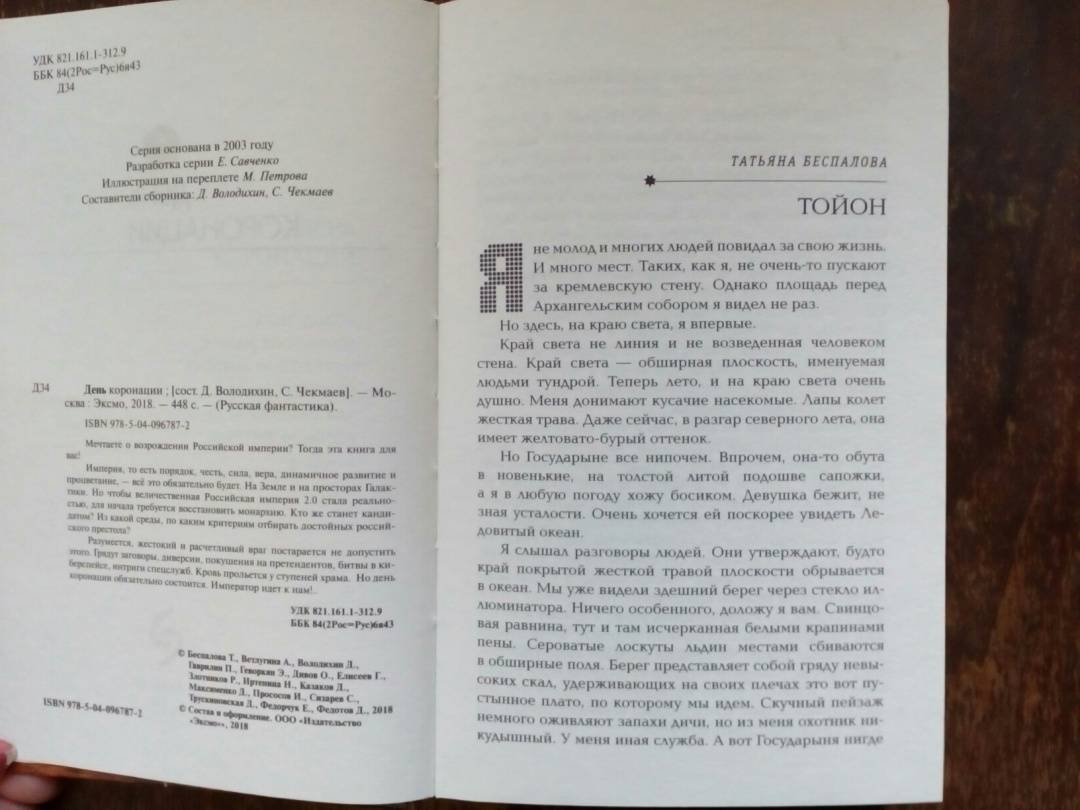 УДК 821.161.1-312.9
ББК 84(2Рос=Рус)6я43
Д34
Серия основана в 2003 году
Разработка серии Е. Савченко
Иллюстрация на переплете М. Петрова
Составители сборника: Д. Володихин, С. Чекмаев
Д34 День коронации ; [сост. Д. Володихин, С. Чекмаев]. — Мо-
сква : Эксмо, 2018. — 448 с. — (Русская фантастика).
ISBN 978-5-04-096787-2
Мечтаете о возрождении Российской империи? Тогда эта книга для
вас!
Империя, то есть порядок, честь, сила, вера, динамичное развитие и
процветание, — всё это обязательно будет. На Земле и на просторах Галак-
тики. Но чтобы величественная Российская империя 2.0 стала реально-
стью, для начала требуется восстановить монархию. Кто же станет канди-
датом? Из какой среды, по каким критериям отбирать достойных россий-
ского престола?
Разумеется, жестокий и расчетливый враг постарается не допустить
этого. Грядут заговоры, диверсии, покушения на претендентов, битвы в ки-
берспейсе, интриги спецслужб. Кровь прольется у ступеней храма. Но день
коронации обязательно состоится. Император идет к нам!..
УДК 821.161.1-312.9
ББК 84(2Рос=Рус)6я43
© Беспалова Т., Ветлугина А., Володихин Д.,
Гаврилин П., Геворкян Э., Дивов О., Елисеев Г.,
Злотников Р., Иртенина Н., Казаков Д.,
Максименко Д., Прососов И., Сизарев С.,
Трускиновская Д., Федорчук Е., Федотов Д., 2018
© Состав и оформление. ООО «Издательство
«Эксмо», 2018
ISBN 978-5-04-096787-2
ТАТЬЯНА БЕСПАЛОВА
ТОЙОН
Я не молод и многих людей повидал за свою жизнь.
И много мест. Таких, как я, не очень-то пускают
за кремлевскую стену. Однако площадь перед
Архангельским собором я видел не раз.
Но здесь, на краю света, я впервые.
Край света не линия и не возведенная человеком
стена. Край света — обширная плоскость, именуемая
людьми тундрой. Теперь лето, и на краю света очень
душно. Меня донимают кусачие насекомые. Лапы колет
жесткая трава. Даже сейчас, в разгар северного лета, она
имеет желтовато-бурый оттенок.
Но Государыне все нипочем. Впрочем, она-то обута
в новенькие, на толстой литой подошве сапожки,
а я в любую погоду хожу босиком. Девушка бежит, не
зная усталости. Очень хочется ей поскорее увидеть Ле-
довитый океан.
Я слышал разговоры людей. Они утверждают, будто
край покрытой жесткой травой плоскости обрывается
в океан. Мы уже видели здешний берег через стекло ил-
люминатора. Ничего особенного, доложу я вам. Свинцо-
вая равнина, тут и там исчерканная белыми крапинами
пены. Сероватые лоскуты льдин местами сбиваются
в обширные поля. Берег представляет собой гряду невы-
соких скал, удерживающих на своих плечах это вот пу-
стынное плато, по которому мы идем. Скучный пейзаж
немного оживляют запахи дичи, но из меня охотник ни-
кудышный. У меня иная служба. А вот Государыня нигде